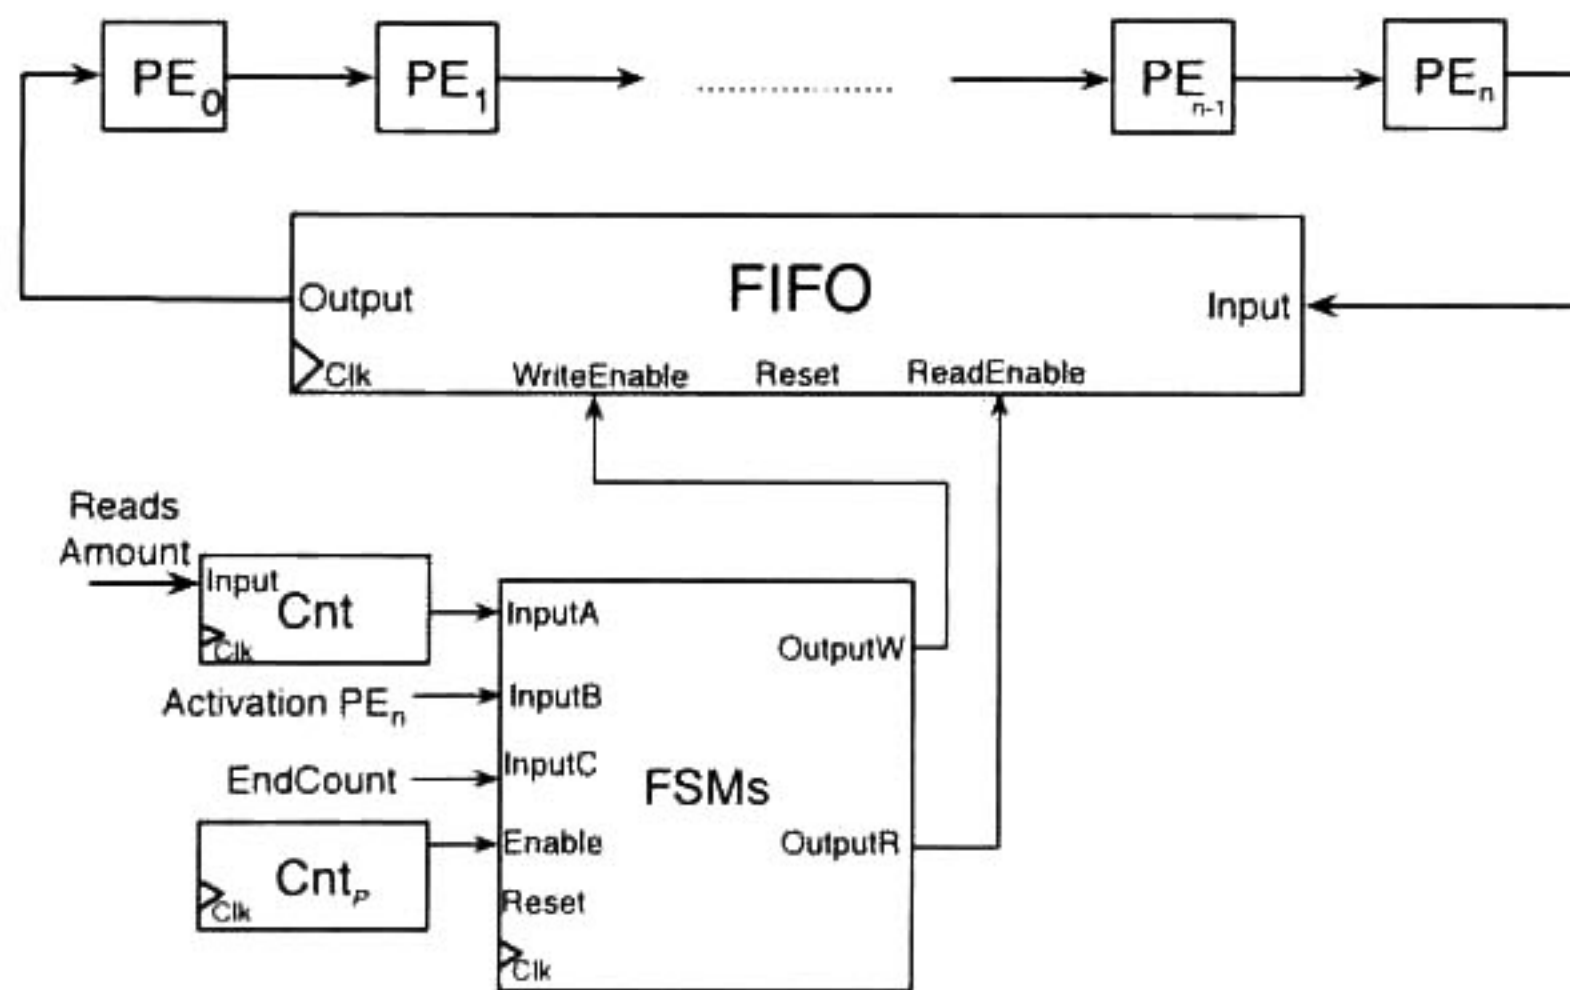 PE0
PE1
PEn-1
PEn
FIFO
Output
Input
Clk
WriteEnable
Reset
ReadEnable
Reads
Amount
Input
Cnt
Clk
InputA
OutputW
Activation PEn
InputB
EndCount
InputC
FSMs
Enable
OutputR
CntP
Clk
Reset
Clk